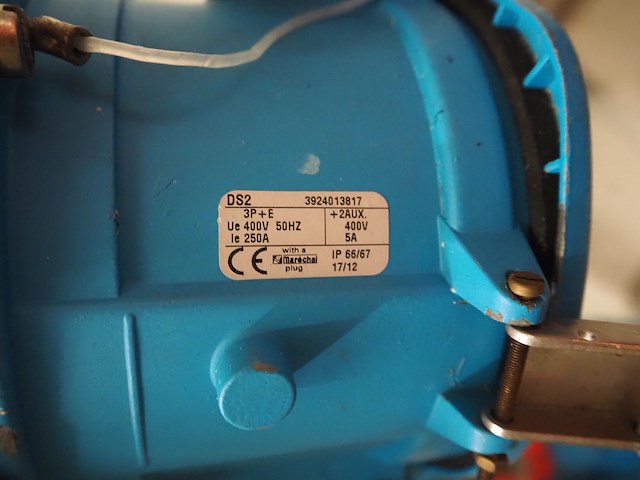 DS2 3924013817
3P+E +2AUX.
Ue 400V 50HZ 400V
Ie 250A 5A
CE with a maréchal plug IP 66/67
17/12